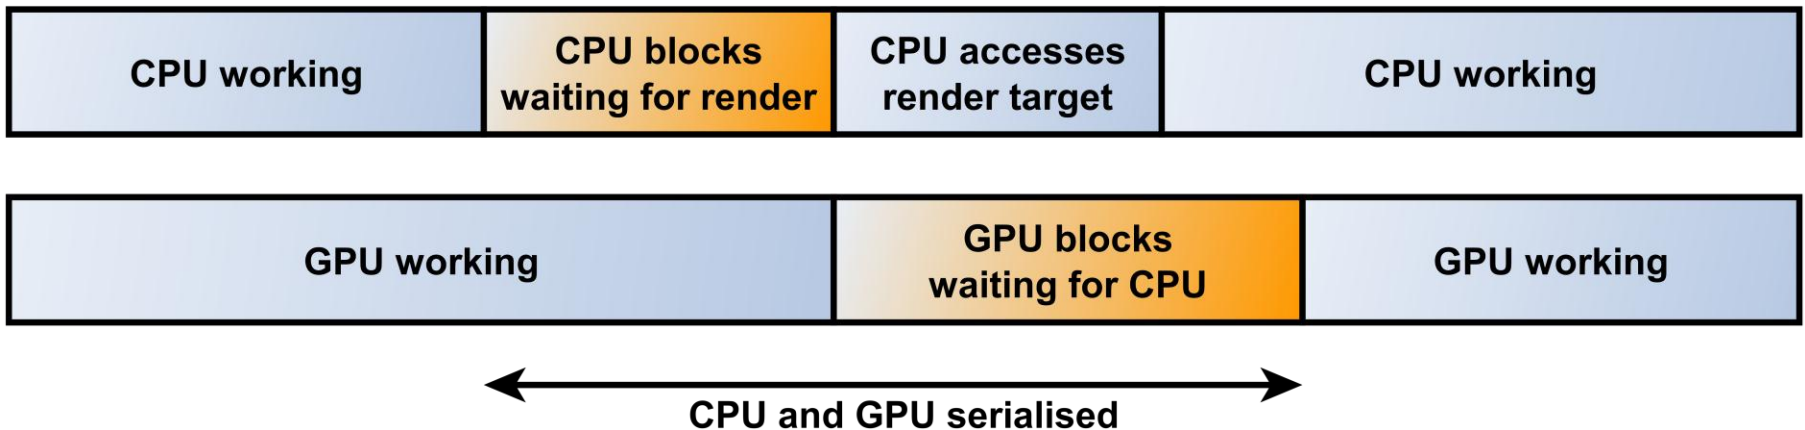 CPU working
CPU blocks
waiting for render
CPU accesses
render target
CPU working
GPU working
GPU blocks
waiting for CPU
GPU working
CPU and GPU serialised